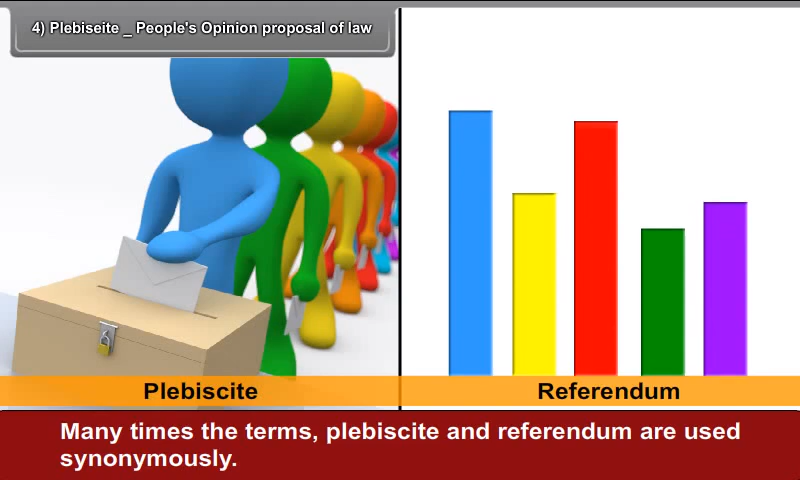 4) Plebiseite _ People's Opinion proposal of law
Plebiscite
Referendum
Many times the terms, plebiscite and referendum are used
synonymously.